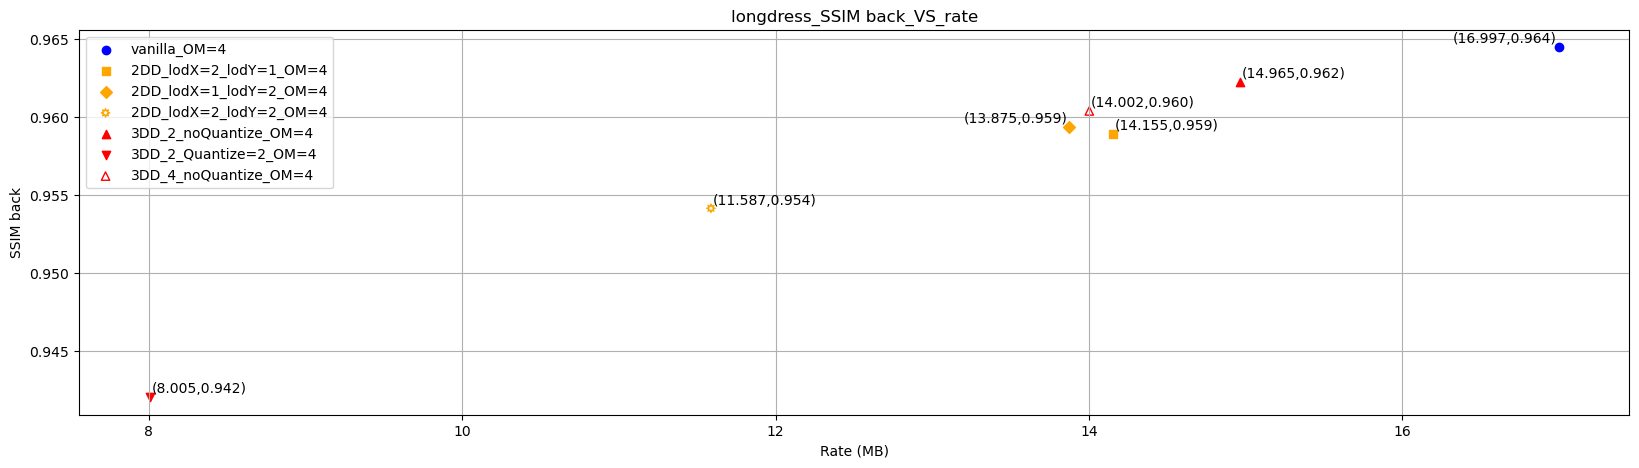 longdress_SSIM back_VS_rate
vanilla_OM=4
2DD_lodX=2_lodY=1_OM=4
2DD_lodX=1_lodY=2_OM=4
2DD_lodX=2_lodY=2_OM=4
3DD_2_noQuantize_OM=4
3DD_2_Quantize=2_OM=4
3DD_4_noQuantize_OM=4
(16.997,0.964)
(14.965,0.962)
(14.002,0.960)
(13.875,0.959)
(14.155,0.959)
(11.587,0.954)
(8.005,0.942)
SSIM back
0.965
0.960
0.955
0.950
0.945
8
10
12
14
16
Rate (MB)